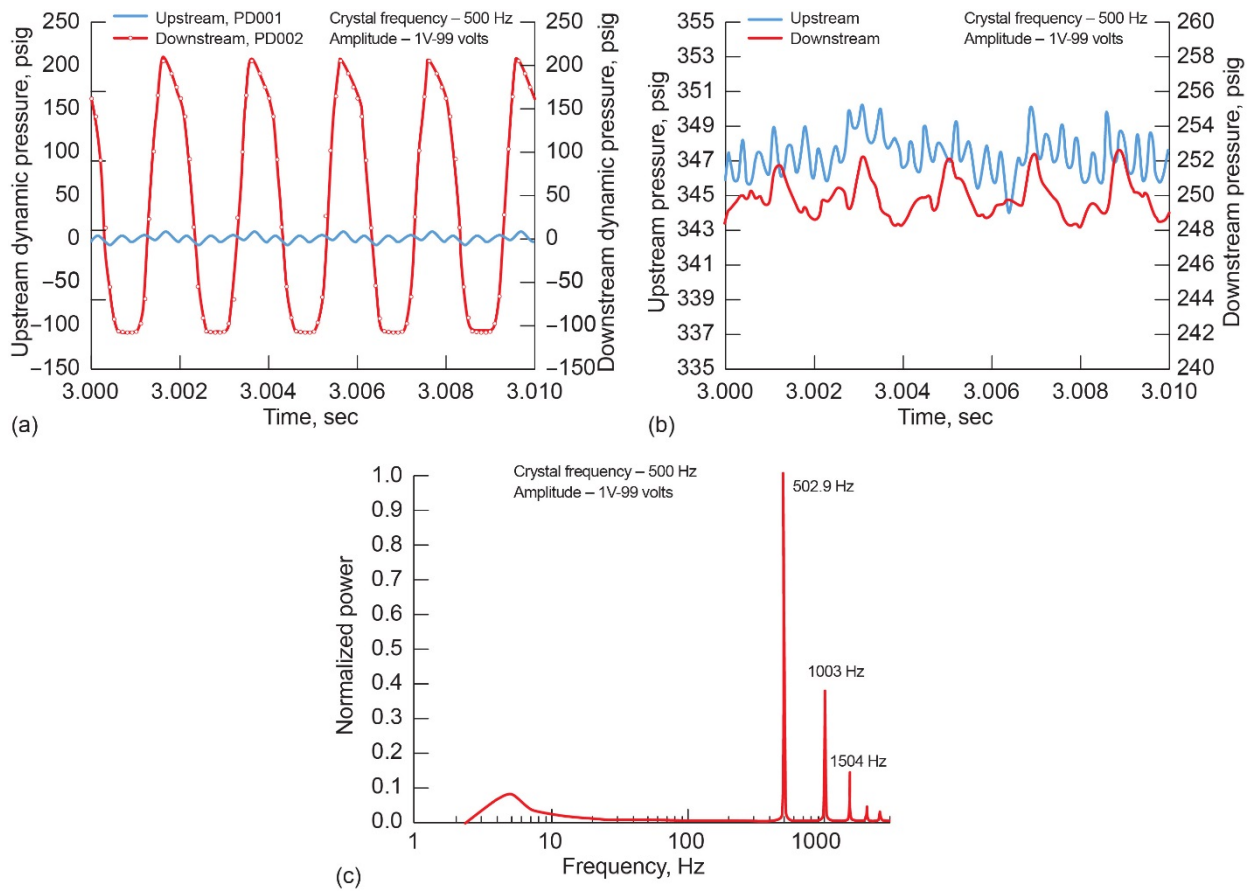 Upstream, PD001
Downstream, PD002
Crystal frequency – 500 Hz
Amplitude – 1V-99 volts
Upstream dynamic pressure, psig
250
200
150
100
50
0
−50
−100
−150
Downstream dynamic pressure, psig
250
200
150
100
50
0
−50
−100
−150
3.000 3.002 3.004 3.005 3.008 3.010
Time, sec
(a)
Upstream
Downstream
Crystal frequency – 500 Hz
Amplitude – 1V-99 volts
Upstream pressure, psig
355
355
351
349
347
345
343
341
339
337
335
Downstream pressure, psig
260
258
256
254
252
250
248
246
244
242
240
3.000 3.002 3.004 3.005 3.008 3.010
Time, sec
(b)
Crystal frequency – 500 Hz
Amplitude – 1V-99 volts
Normalized power
1.0
0.9
0.8
0.7
0.6
0.5
0.4
0.3
0.2
0.1
0.0
502.9 Hz
1003 Hz
1504 Hz
1 10 100 1000
Frequency, Hz
(c)